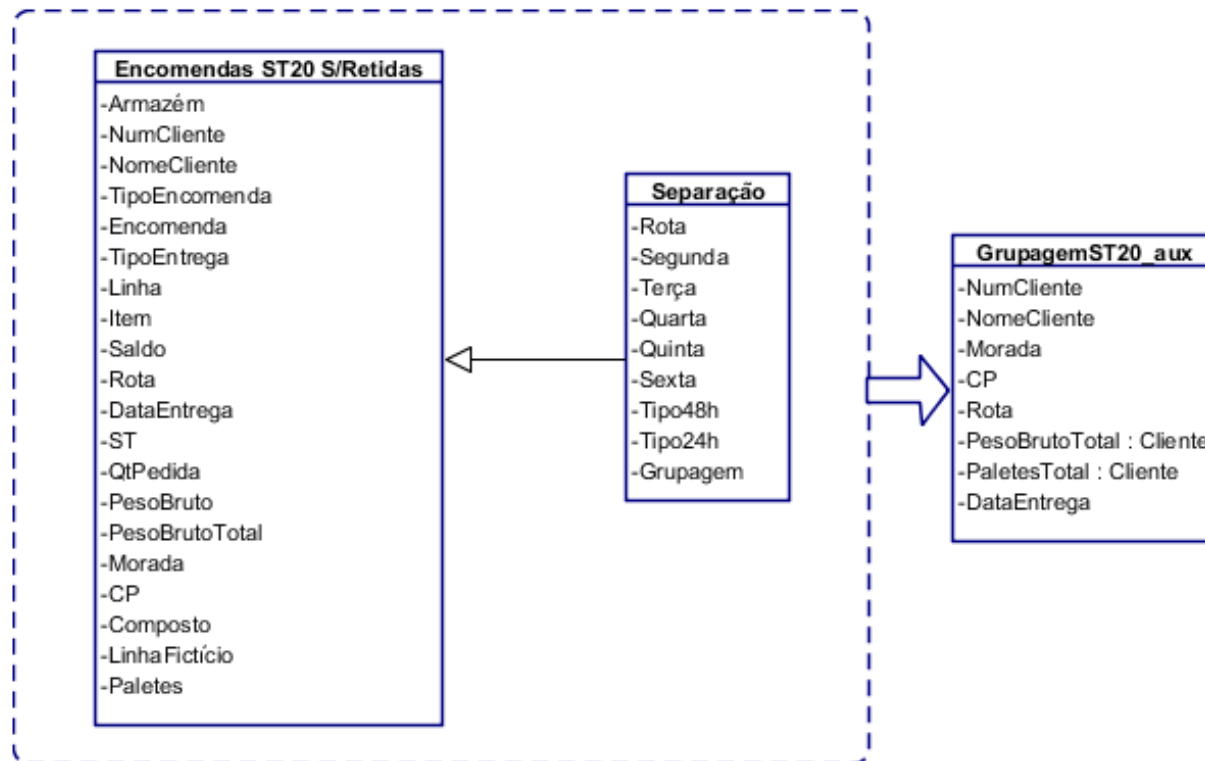 Encomendas ST20 S/Retidas
-Armazém
-NumCliente
-NomeCliente
-TipoEncomenda
-Encomenda
-TipoEntrega
-Linha
-Item
-Saldo
-Rota
-DataEntrega
-ST
-QtPedida
-PesoBruto
-PesoBrutoTotal
-Morada
-CP
-Composto
-LinhaFictício
-Paletes
Separação
-Rota
-Segunda
-Terça
-Quarta
-Quinta
-Sexta
-Tipo48h
-Tipo24h
-Grupagem
GrupagemST20_aux
-NumCliente
-NomeCliente
-Morada
-CP
-Rota
-PesoBrutoTotal : Cliente
-PaletesTotal : Cliente
-DataEntrega